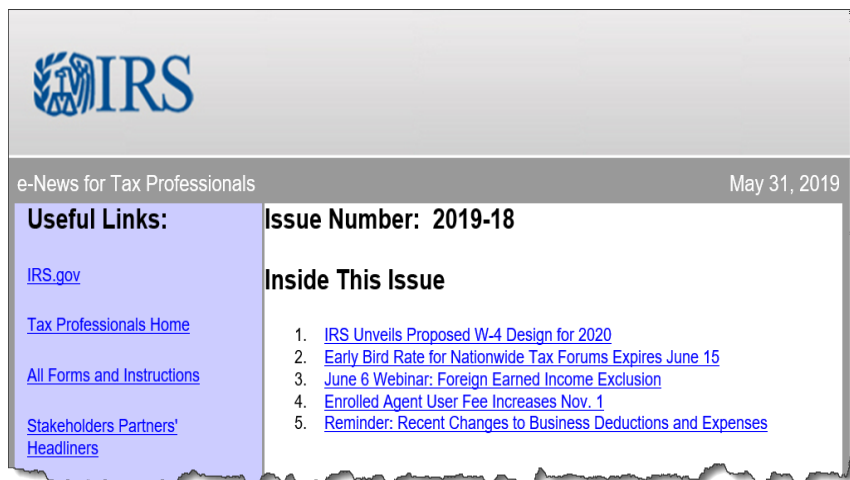 IRS
e-News for Tax Professionals
May 31, 2019
Useful Links:
IRS.gov
Tax Professionals Home
All Forms and Instructions
Stakeholders Partners'
Headliners
Issue Number:  2019-18
Inside This Issue
1. IRS Unveils Proposed W-4 Design for 2020
2. Early Bird Rate for Nationwide Tax Forums Expires June 15
3. June 6 Webinar: Foreign Earned Income Exclusion
4. Enrolled Agent User Fee Increases Nov. 1
5. Reminder: Recent Changes to Business Deductions and Expenses